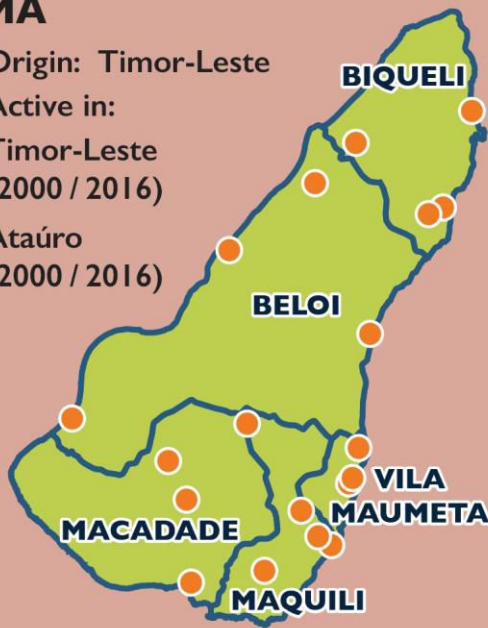 MA
Origin: Timor-Leste
Active in:
Timor-Leste
(2000 / 2016)
Ataúro
(2000 / 2016)
BIQUELI
BELOI
VILA
MAUMETA
MACADADE
MAQUILI